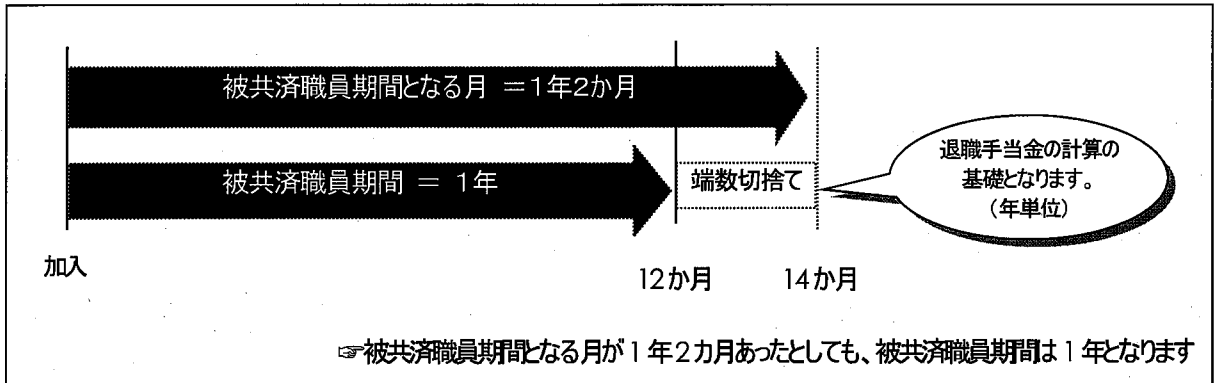 被共済職員期間となる月 ＝1年2か月
被共済職員期間 ＝ 1年
端数切捨て
退職手当金の計算の
基礎となります。
（年単位）
加入
12か月
14か月
☞被共済職員期間となる月が1年2カ月あったとしても、被共済職員期間は1年となります